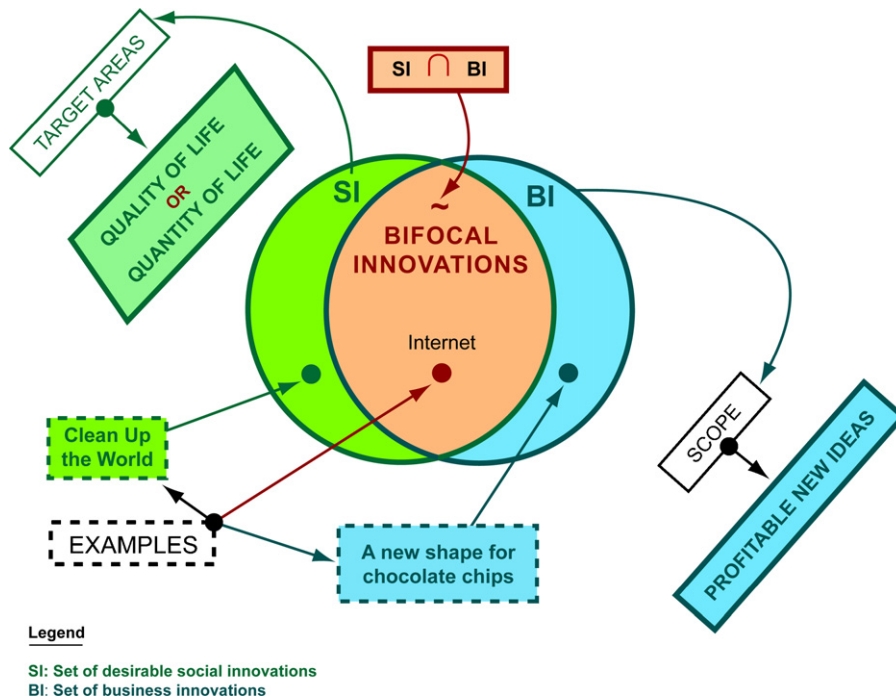 TARGET AREAS
QUALITY OF LIFE
OR
QUANTITY OF LIFE
SI ∩ BI
SI
BI
~
BIFOCAL
INNOVATIONS
Internet
Clean Up
the World
EXAMPLES
A new shape for
chocolate chips
SCOPE
PROFITABLE NEW IDEAS
Legend
SI: Set of desirable social innovations
BI: Set of business innovations